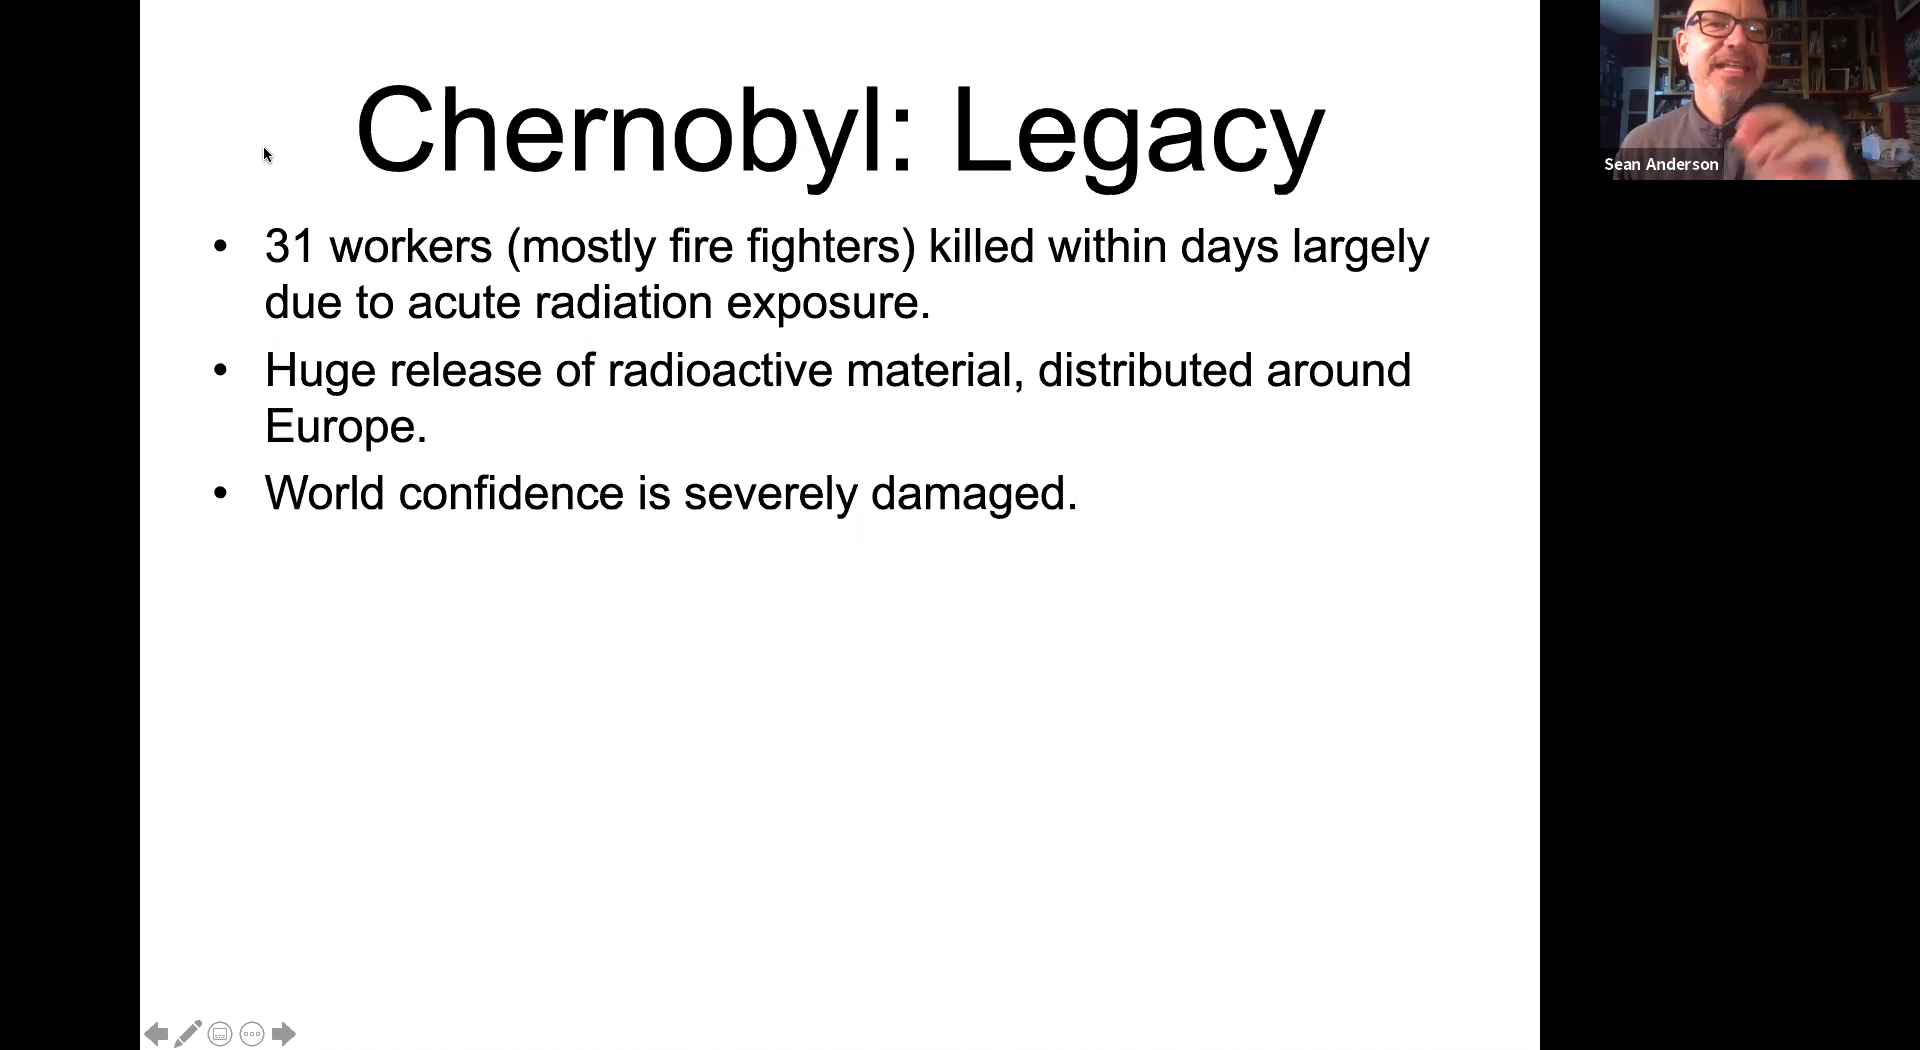 Chernobyl: Legacy
• 31 workers (mostly fire fighters) killed within days largely
due to acute radiation exposure.
• Huge release of radioactive material, distributed around
Europe.
• World confidence is severely damaged.
Sean Anderson